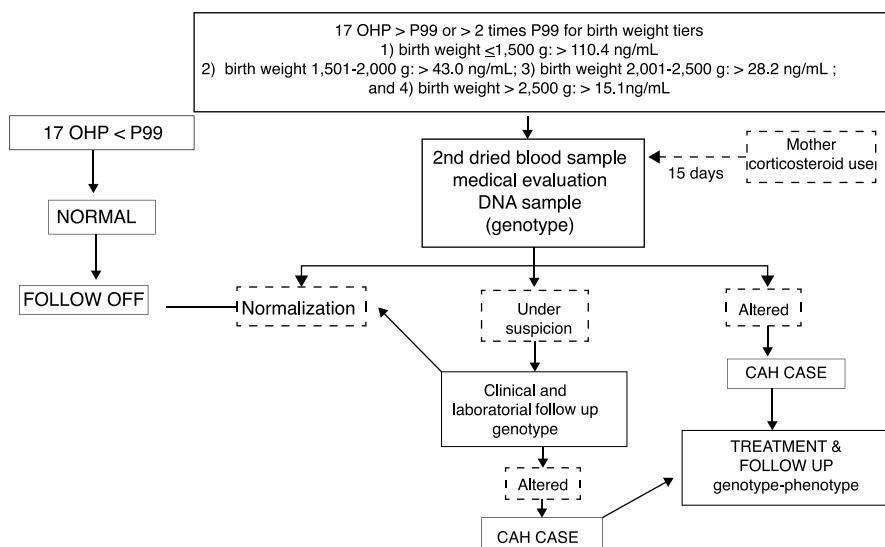 17 OHP > P99 or > 2 times P99 for birth weight tiers
1) birth weight ≤1,500 g: > 110.4 ng/mL
2) birth weight 1,501-2,000 g: > 43.0 ng/mL; 3) birth weight 2,001-2,500 g: > 28.2 ng/mL ;
and 4) birth weight > 2,500 g: > 15.1ng/mL
17 OHP < P99
NORMAL
FOLLOW OFF
2nd dried blood sample
medical evaluation
DNA sample
(genotype)
15 days
Mother
corticosteroid use
Normalization
Under
suspicion
Altered
Clinical and
laboratorial follow up
genotype
CAH CASE
Altered
TREATMENT &
FOLLOW UP
genotype-phenotype
CAH CASE